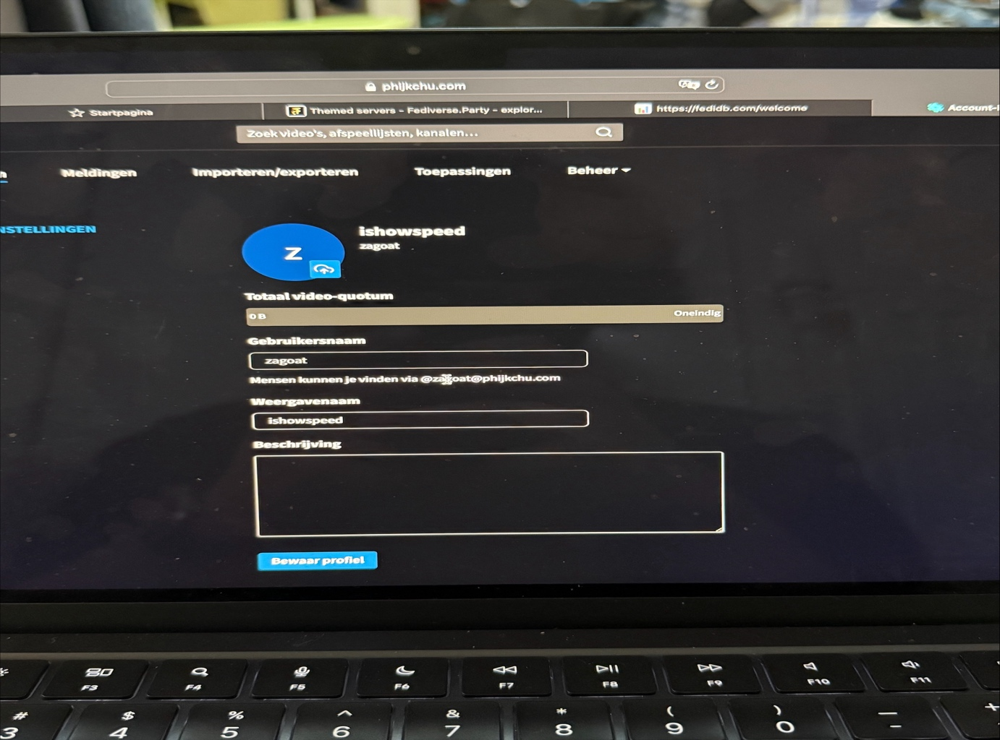 phijkchu.com
Startpagina
Themed servers - Fediverse.Party - explor...
https://fedidb.com/welcome
Account-
Zoek video's, afspeellijsten, kanalen...
Meldingen
Importeren/exporteren
Toepassingen
Beheer
NSTELLINGEN
Z
ishowspeed
zagoat
Totaal video-quotum
0 B
Oneindig
Gebruikersnaam
zagoat
Mensen kunnen je vinden via @zagoat@phijkchu.com
Weergavenaam
ishowspeed
Beschrijving
Bewaar profiel
F3 F4 F5 F6 F7 F8 F9 F10 F11
# $ % ^ & * ( ) — +
3 4 5 6 7 8 9 0 -